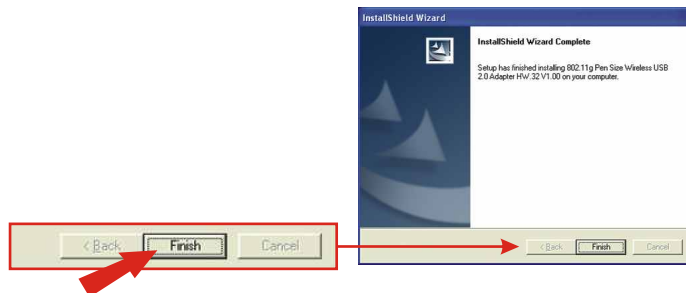 InstallShield Wizard
InstallShield Wizard Complete
Setup has finished installing 802.11g Pen Size Wireless USB
2.0 Adapter HW.32 V1.00 on your computer.
< Back Finish Cancel
< Back Finish Cancel